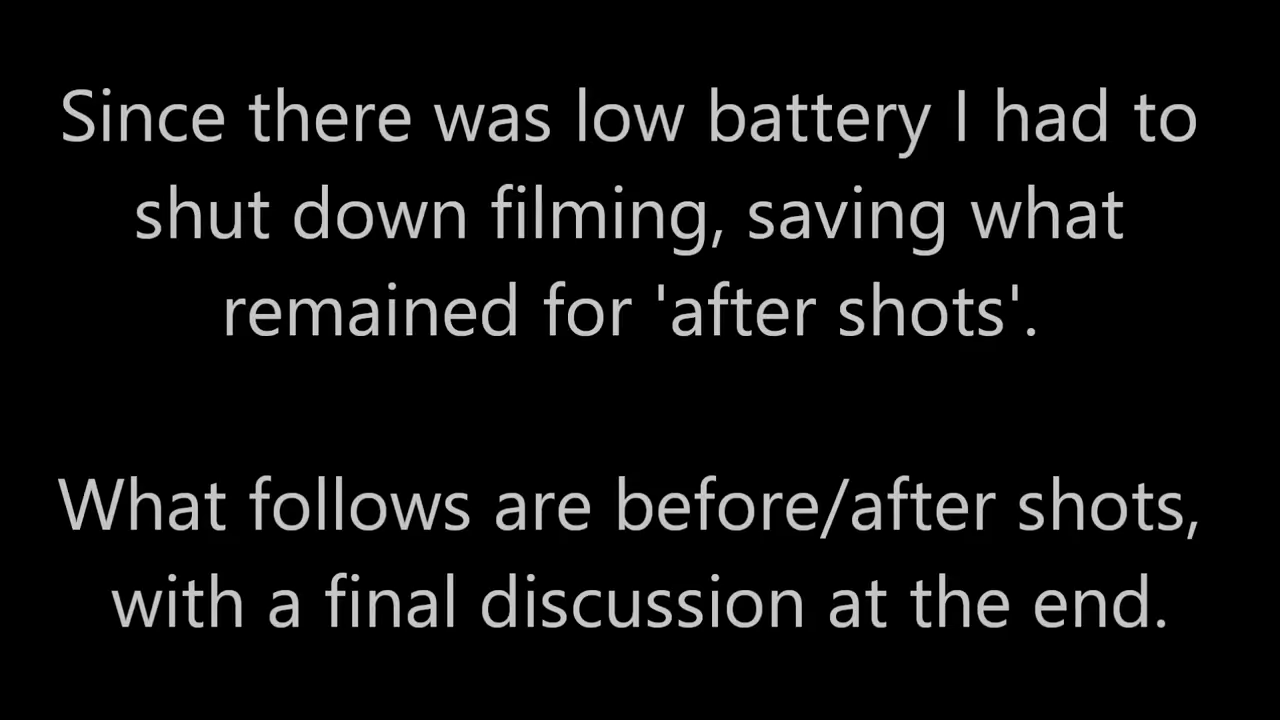 Since there was low battery I had to
shut down filming, saving what
remained for 'after shots'.
What follows are before/after shots,
with a final discussion at the end.